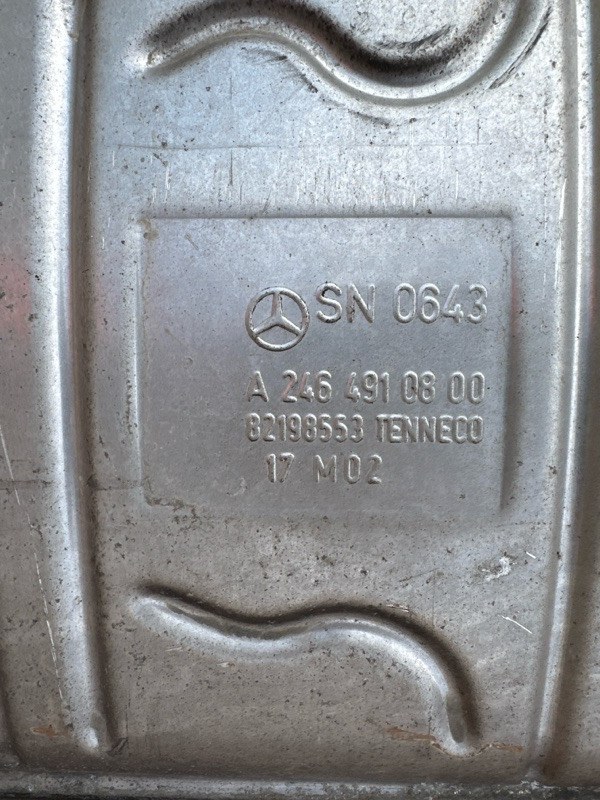 SN 0643
A 246 491 08 00
82198553 TENNECO
17 M02